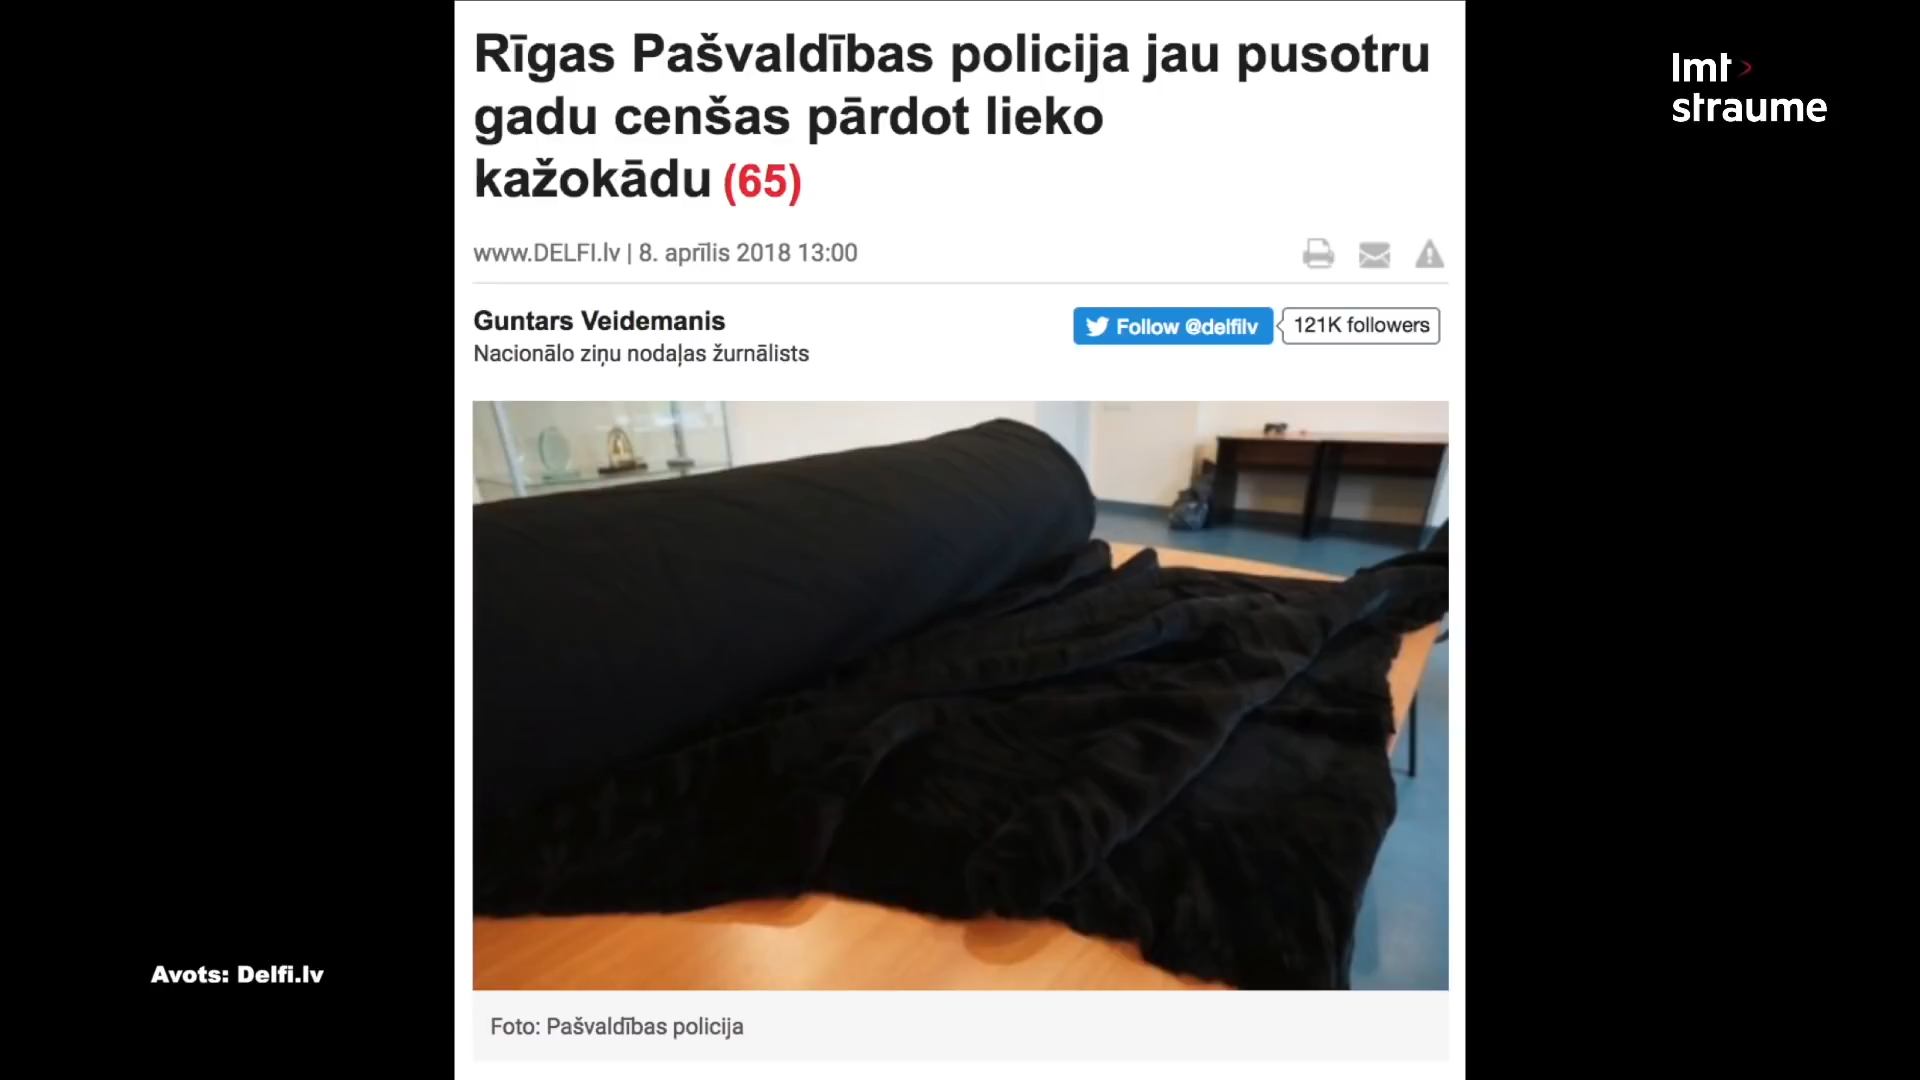 Rīgas Pašvaldības policija jau pusotru
gadu cenšas pārdot lieko
kažokādu (65)
www.DELFI.lv | 8. aprīlis 2018 13:00
Guntars Veidemanis
Nacionālo ziņu nodaļas žurnālists
Follow @delfilv
121K followers
Foto: Pašvaldības policija
Avots: Delfi.lv
lmt >
straume